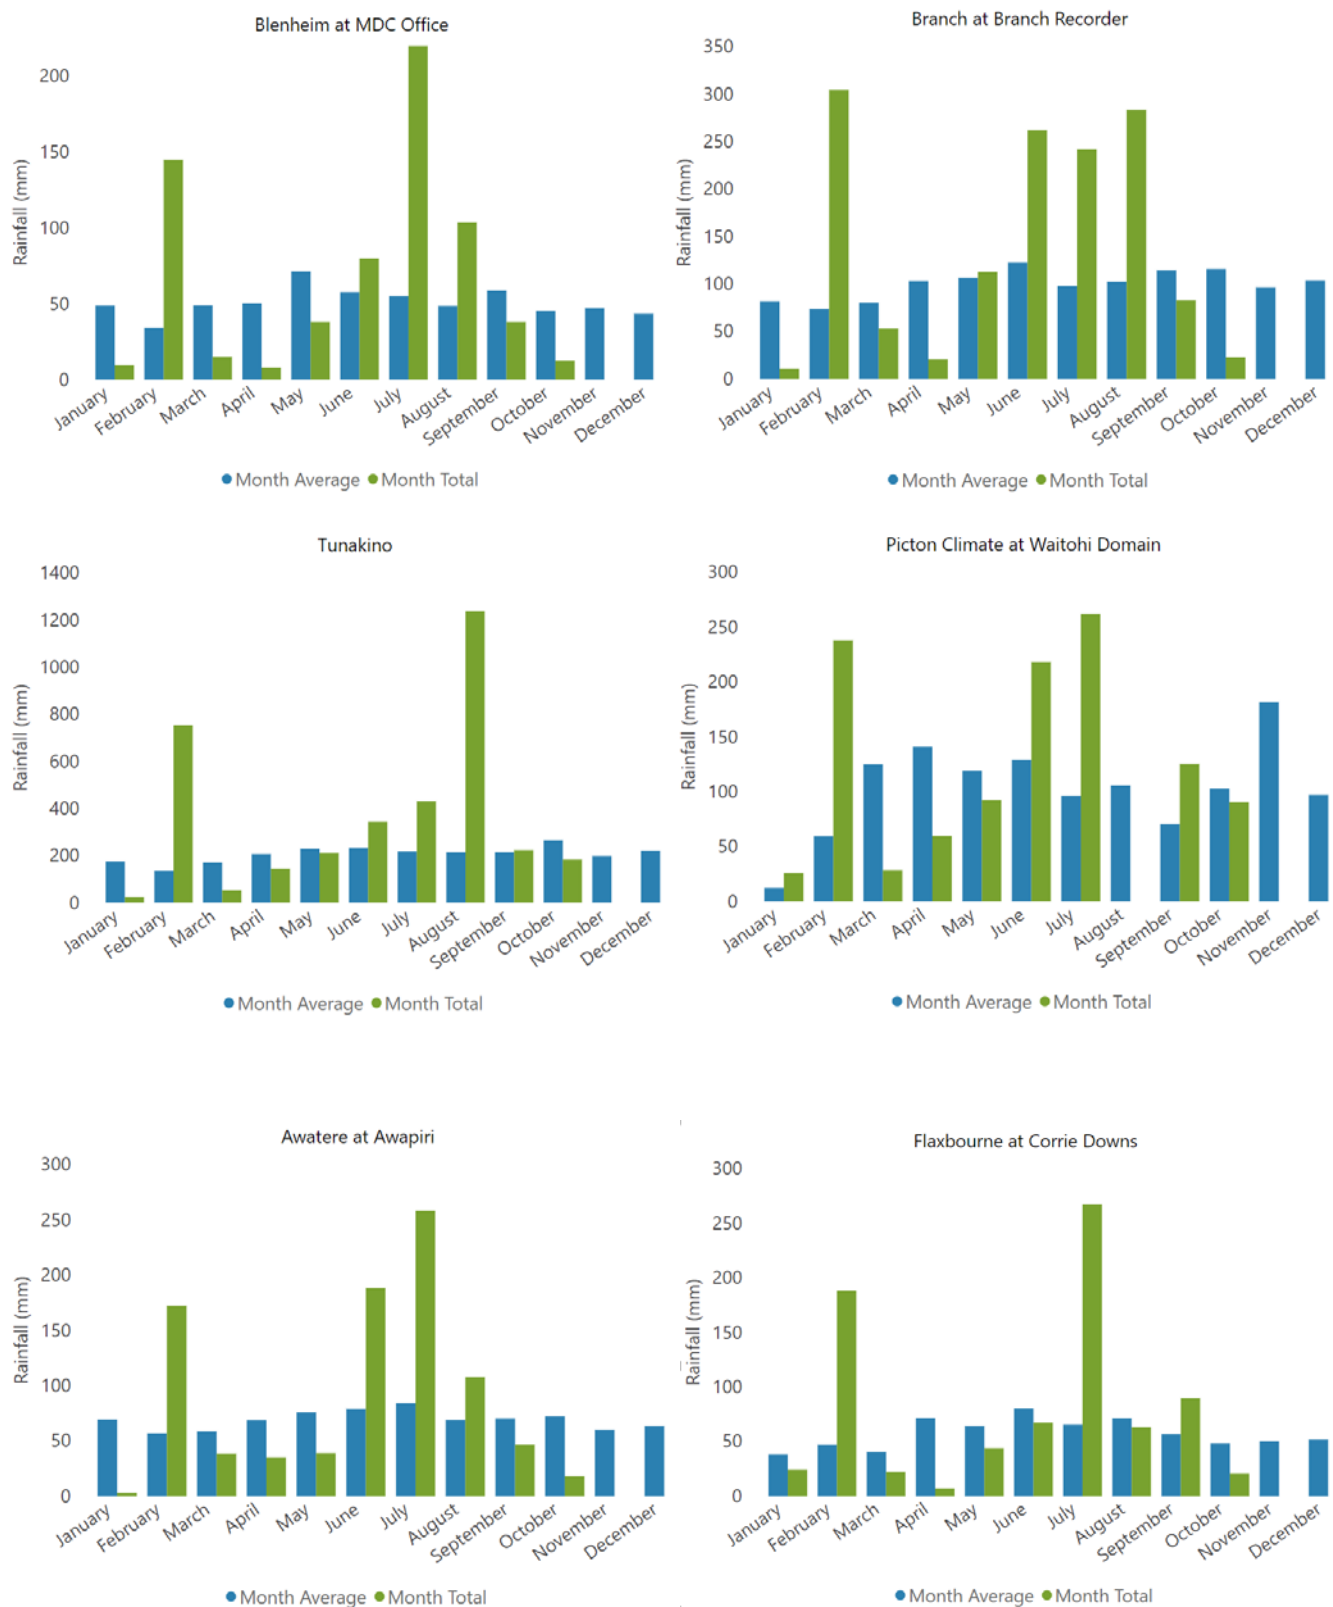 Blenheim at MDC Office
Rainfall (mm)
200
150
100
50
0
January February March April May June July August September October November December
Month Average Month Total
Branch at Branch Recorder
Rainfall (mm)
350
300
250
200
150
100
50
0
January February March April May June July August September October November December
Month Average Month Total
Tunakino
Rainfall (mm)
1400
1200
1000
800
600
400
200
0
January February March April May June July August September October November December
Month Average Month Total
Picton Climate at Waitohi Domain
Rainfall (mm)
300
250
200
150
100
50
0
January February March April May June July August September October November December
Month Average Month Total
Awatere at Awapiri
Rainfall (mm)
300
250
200
150
100
50
0
January February March April May June July August September October November December
Month Average Month Total
Flaxbourne at Corrie Downs
Rainfall (mm)
300
250
200
150
100
50
0
January February March April May June July August September October November December
Month Average Month Total